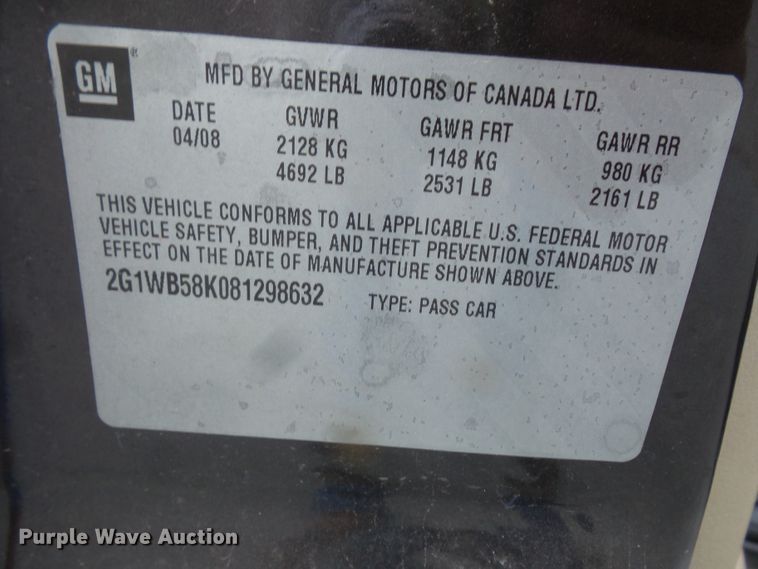 GM®
MFD BY GENERAL MOTORS OF CANADA LTD.
DATE GVWR GAWR FRT GAWR RR
04/08 2128 KG 1148 KG 980 KG
4692 LB 2531 LB 2161 LB
THIS VEHICLE CONFORMS TO ALL APPLICABLE U.S. FEDERAL MOTOR
VEHICLE SAFETY, BUMPER, AND THEFT PREVENTION STANDARDS IN
EFFECT ON THE DATE OF MANUFACTURE SHOWN ABOVE.
2G1WB58K081298632 TYPE: PASS CAR
Purple Wave Auction